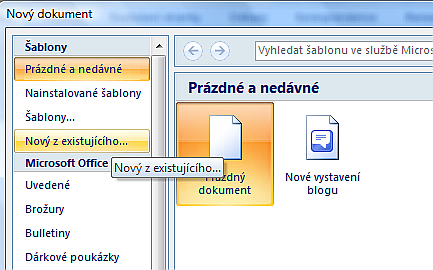 Nový dokument
Šablony
Prázdné a nedávné
Nainstalované šablony
Šablony...
Nový z existujícího...
Microsoft Office
Uvedené
Brožury
Bulletiny
Dárkové poukázky
Nový z existujícího...
Vyhledat šablonu ve službě Micros
Prázdné a nedávné
Prázdný
dokument
Nové vystavení
blogu